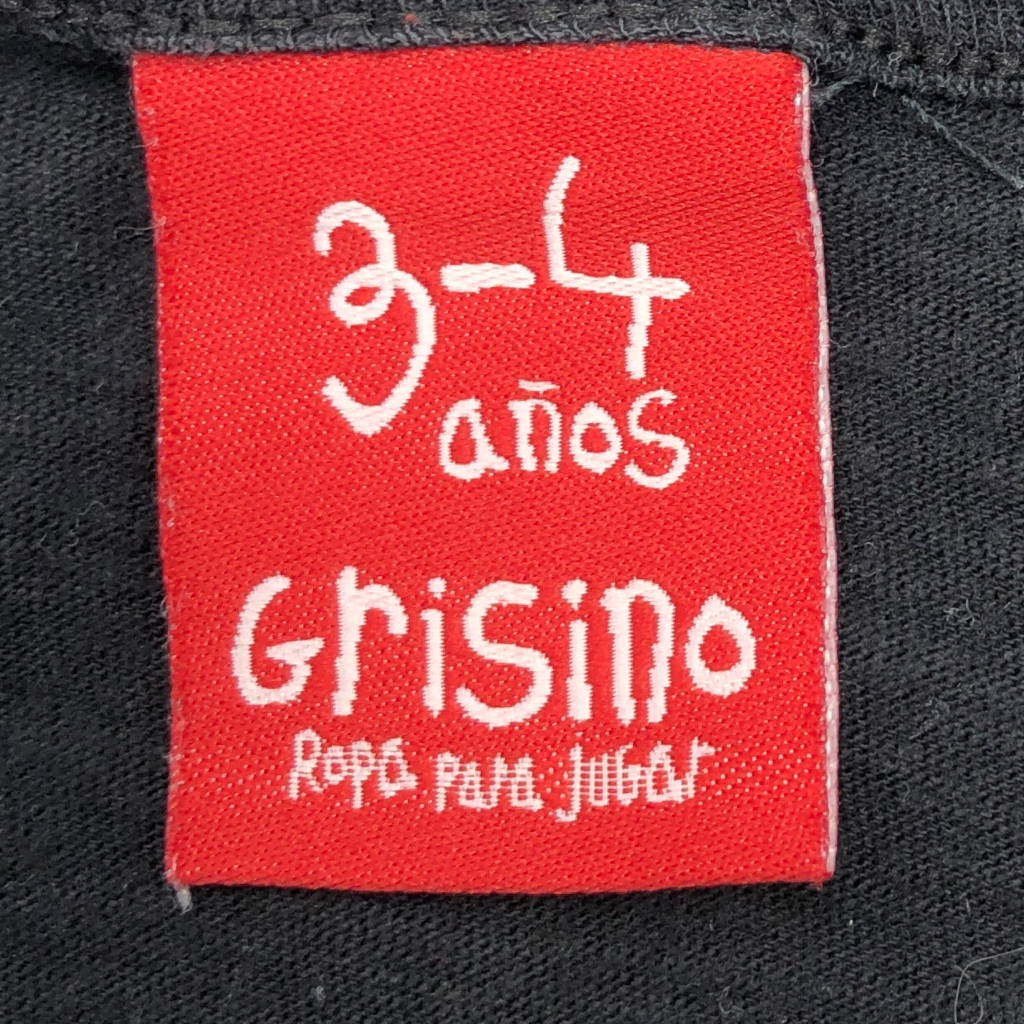 3-4
años
Grisino
Ropa para jugar